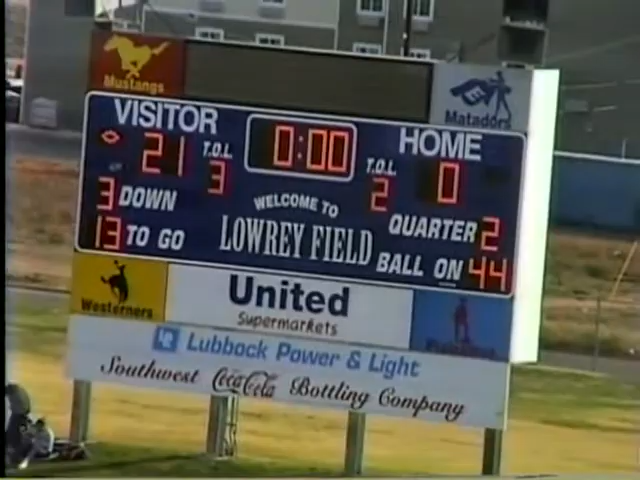 Mustangs
Matadors
VISITOR
HOME
21
T.O.L
3
0:00
T.O.L
2
0
3 DOWN
WELCOME TO
QUARTER 2
13 TO GO
LOWREY FIELD
BALL ON 44
Westerners
United
Supermarkets
LP&L Lubbock Power & Light
Southwest Coca-Cola Bottling Company